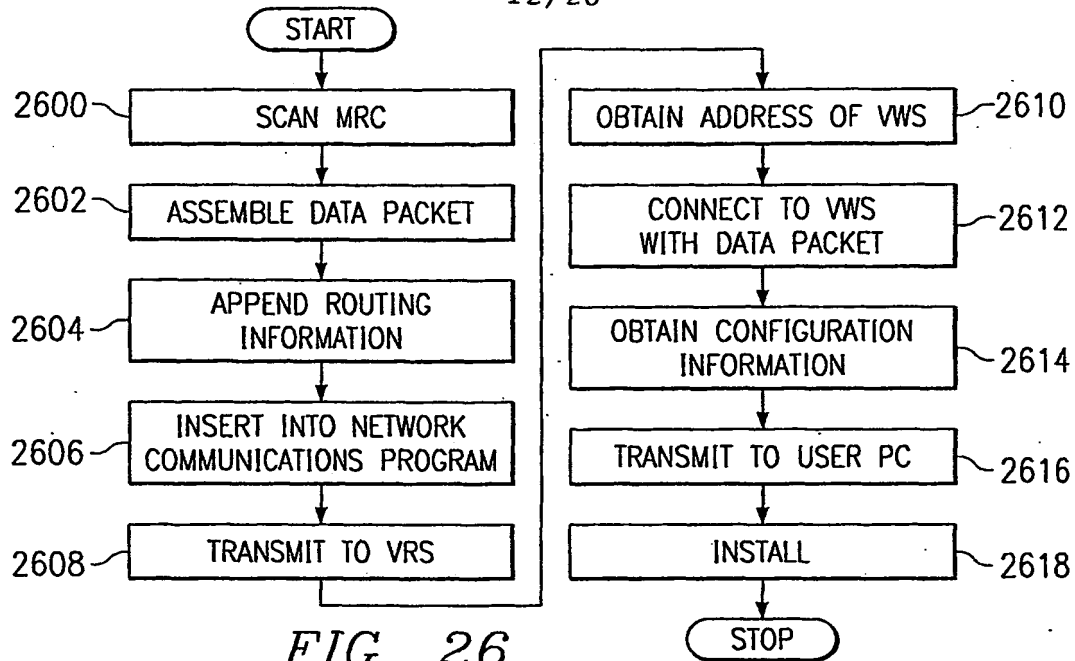 START
2600
SCAN MRC
2602
ASSEMBLE DATA PACKET
2604
APPEND ROUTING
INFORMATION
2606
INSERT INTO NETWORK
COMMUNICATIONS PROGRAM
2608
TRANSMIT TO VRS
OBTAIN ADDRESS OF VWS
2610
CONNECT TO VWS
WITH DATA PACKET
2612
OBTAIN CONFIGURATION
INFORMATION
2614
TRANSMIT TO USER PC
2616
INSTALL
2618
STOP
FIG. 26